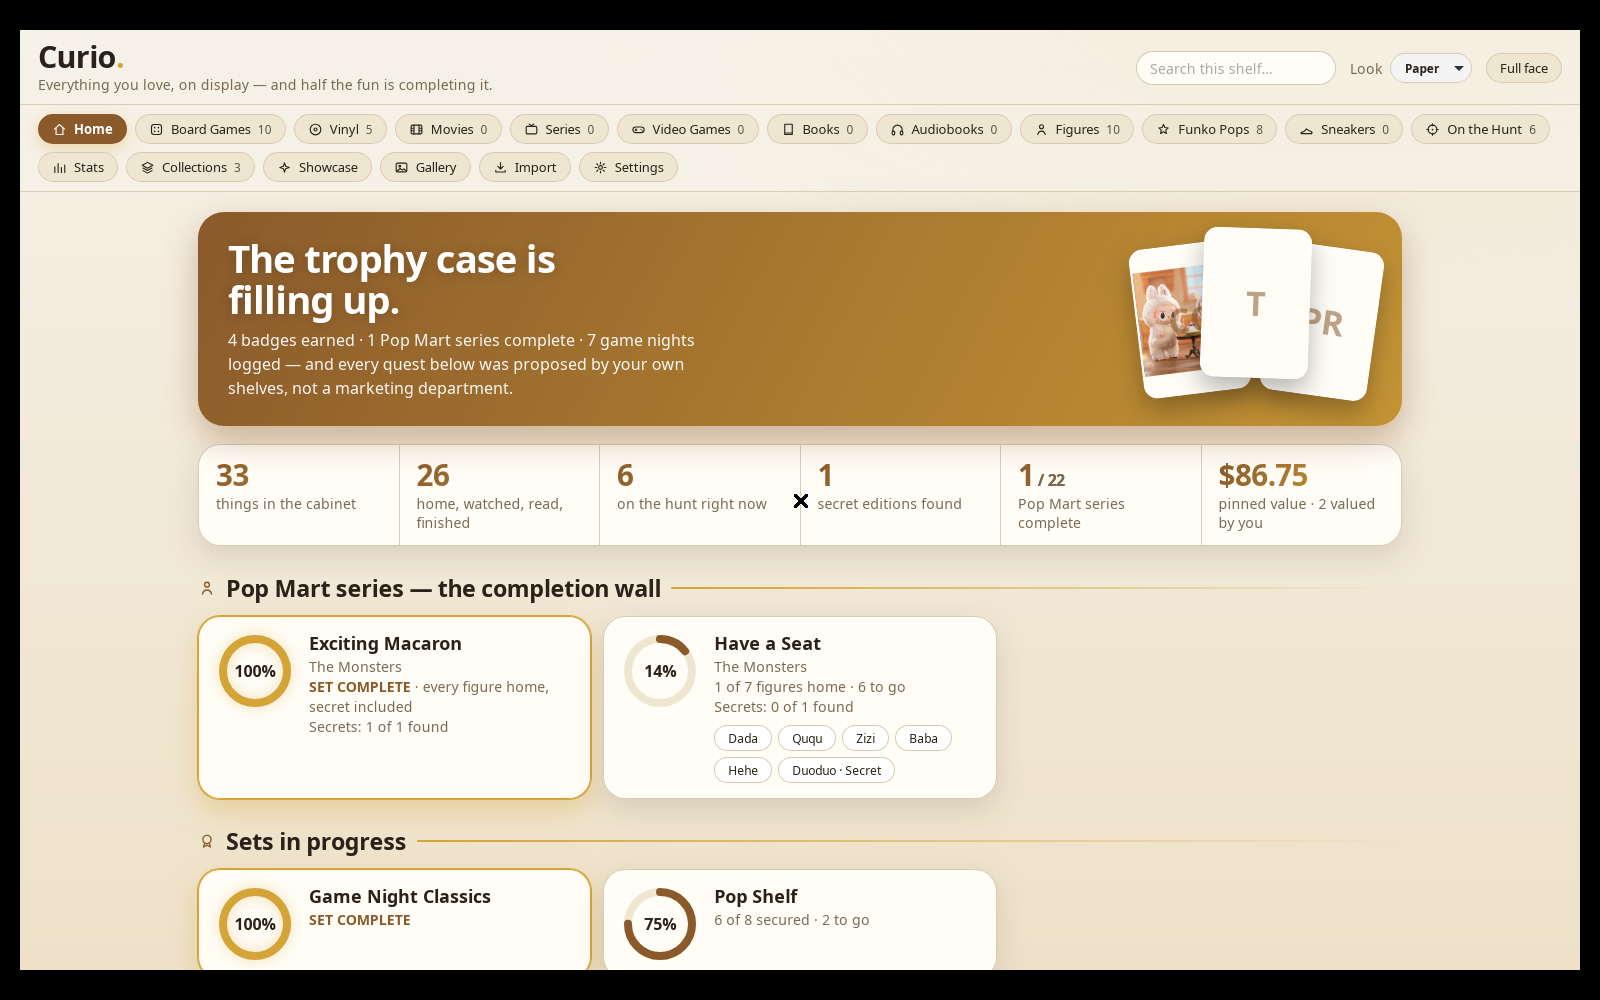 Curio.
Everything you love, on display — and half the fun is completing it.
Search this shelf...
Look
Paper
Full face
Home
Board Games 10
Vinyl 5
Movies 0
Series 0
Video Games 0
Books 0
Audiobooks 0
Figures 10
Funko Pops 8
Sneakers 0
On the Hunt 6
Stats
Collections 3
Showcase
Gallery
Import
Settings
The trophy case is
filling up.
4 badges earned · 1 Pop Mart series complete · 7 game nights
logged — and every quest below was proposed by your own
shelves, not a marketing department.
T
PR
33
things in the cabinet
26
home, watched, read,
finished
6
on the hunt right now
1
secret editions found
1 / 22
Pop Mart series
complete
$86.75
pinned value · 2 valued
by you
Pop Mart series — the completion wall
100%
Exciting Macaron
The Monsters
SET COMPLETE · every figure home,
secret included
Secrets: 1 of 1 found
14%
Have a Seat
The Monsters
1 of 7 figures home · 6 to go
Secrets: 0 of 1 found
Dada
Ququ
Zizi
Baba
Hehe
Duoduo · Secret
Sets in progress
100%
Game Night Classics
SET COMPLETE
75%
Pop Shelf
6 of 8 secured · 2 to go